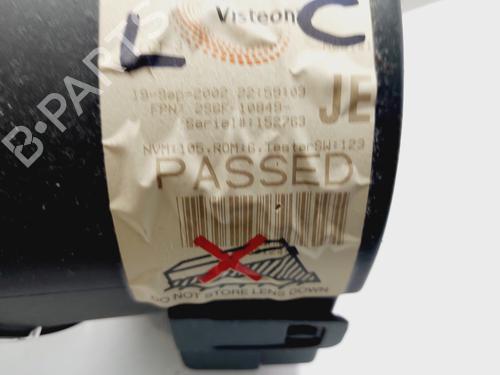 Visteon
L C
19-Sep-2002 22:59:03
FPN: 2S6F-10849-
JE
Serial#:152763
NVM:105.ROM:6.TesterSW:123
PASSED
DO NOT STORE LENS DOWN
B-PARTS